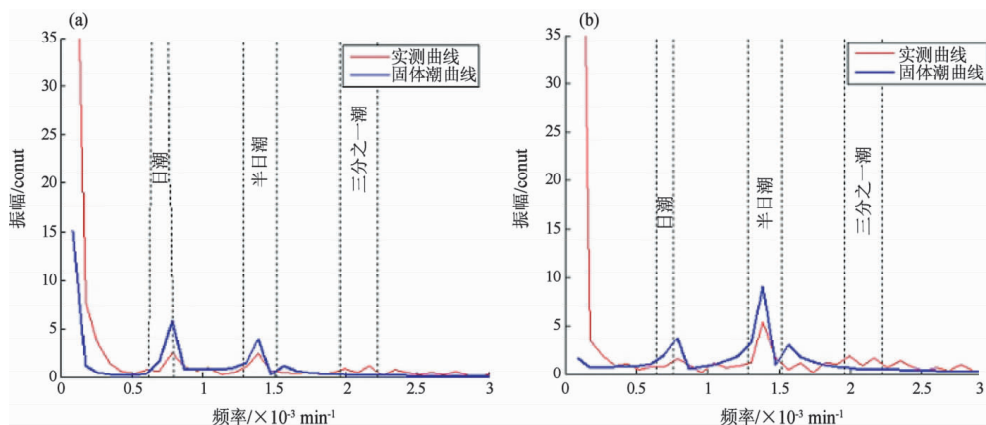 (a)
35
30
25
20
15
10
5
0
0
0.5
1
1.5
2
2.5
3
振幅/conut
频率/×10⁻³ min⁻¹
实测曲线
固体潮曲线
日潮
半日潮
三分之一潮
(b)
35
30
25
20
15
10
5
0
0
0.5
1
1.5
2
2.5
3
振幅/conut
频率/×10⁻³ min⁻¹
实测曲线
固体潮曲线
日潮
半日潮
三分之一潮